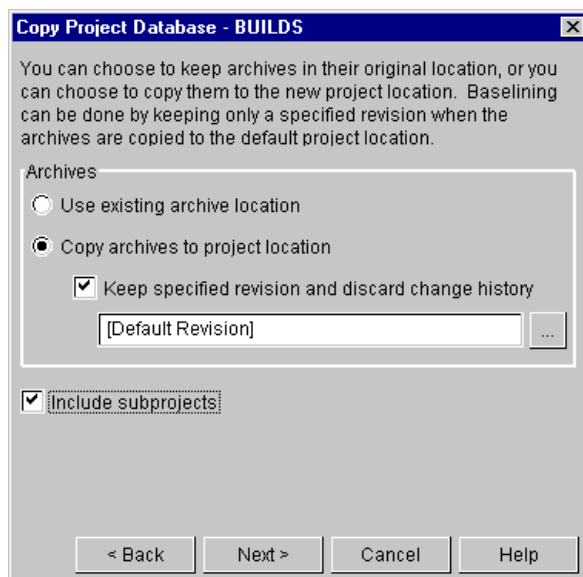 Copy Project Database - BUILDS
You can choose to keep archives in their original location, or you
can choose to copy them to the new project location.  Baselining
can be done by keeping only a specified revision when the
archives are copied to the default project location.
Archives
Use existing archive location
Copy archives to project location
Keep specified revision and discard change history
[Default Revision]
...
Include subprojects
< Back
Next >
Cancel
Help